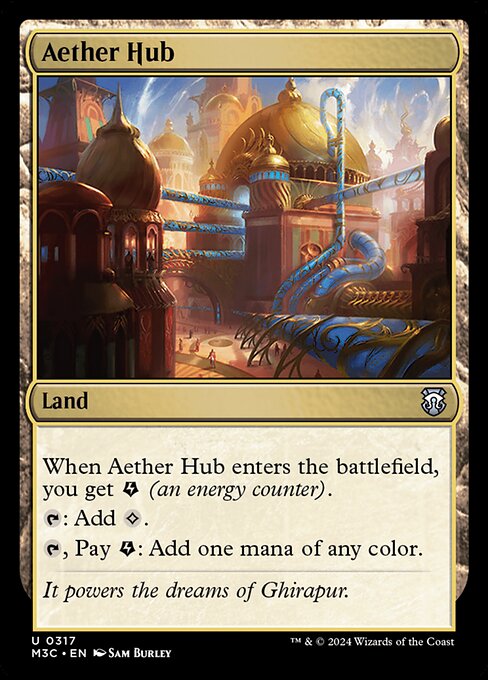 Aether Hub
Land
When Aether Hub enters the battlefield,
you get (an energy counter).
: Add .
, Pay : Add one mana of any color.
It powers the dreams of Ghirapur.
U 0317
M3C • EN Sam Burley
™ & © 2024 Wizards of the Coast